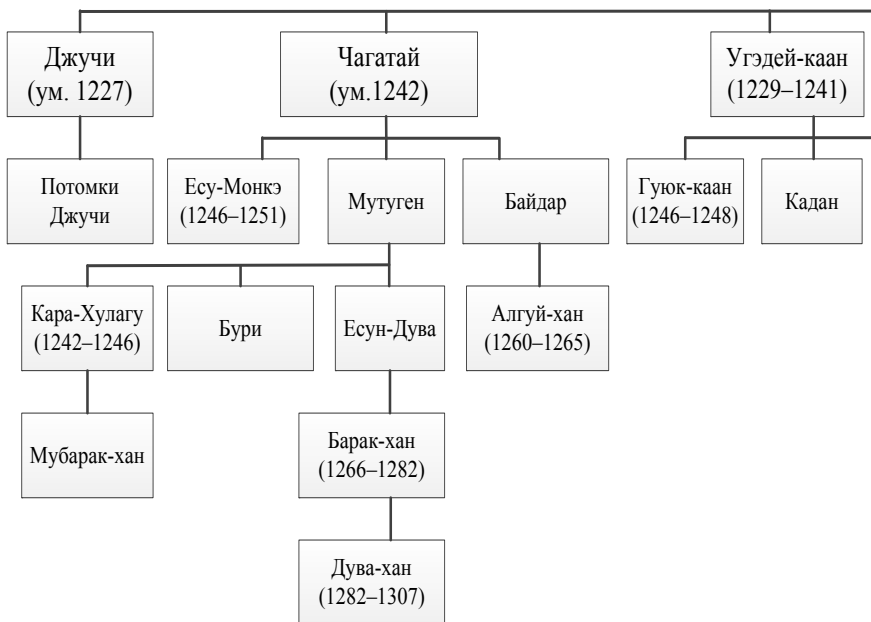 Джучи
(ум. 1227)
Чагатай
(ум.1242)
Угэдей-каан
(1229–1241)
Потомки
Джучи
Есу-Монкэ
(1246–1251)
Мутуген
Байдар
Гуюк-каан
(1246–1248)
Кадан
Кара-Хулагу
(1242–1246)
Бури
Есун-Дува
Алгуй-хан
(1260–1265)
Мубарак-хан
Барак-хан
(1266–1282)
Дува-хан
(1282–1307)